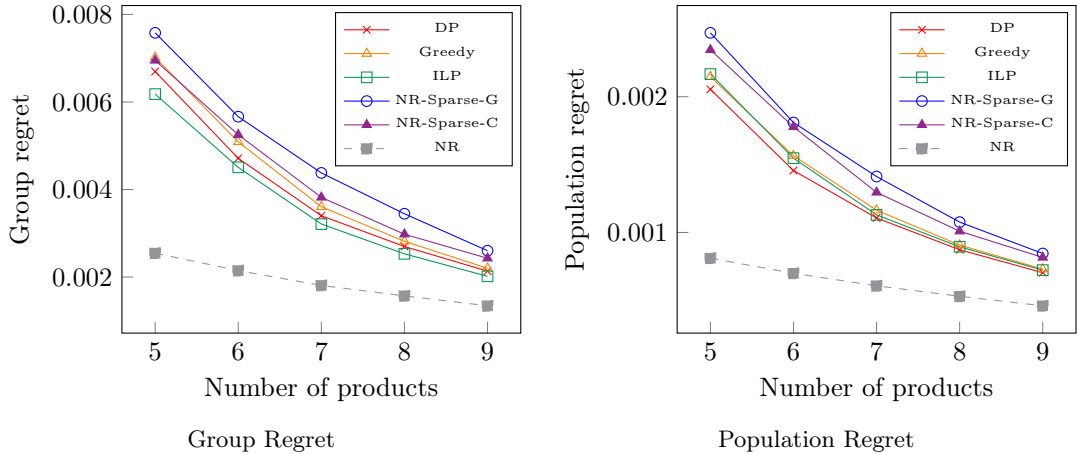 0.008
0.006
0.004
0.002
Group regret
DP
Greedy
ILP
NR-Sparse-G
NR-Sparse-C
NR
5 6 7 8 9
Number of products
Group Regret
0.002
0.001
Population regret
DP
Greedy
ILP
NR-Sparse-G
NR-Sparse-C
NR
5 6 7 8 9
Number of products
Population Regret